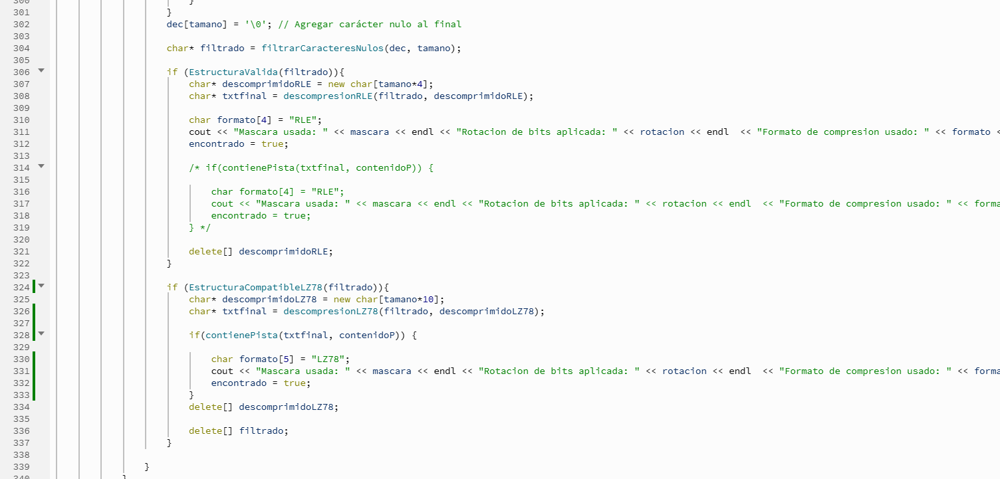 300 }
301 }
302 dec[tamano] = '\0'; // Agregar carácter nulo al final
303
304 char* filtrado = filtrarCaracteresNulos(dec, tamano);
305
306 if (EstructuraValida(filtrado)){
307 char* descomprimidoRLE = new char[tamano*4];
308 char* txtfinal = descompresionRLE(filtrado, descomprimidoRLE);
309
310 char formato[4] = "RLE";
311 cout << "Mascara usada: " << mascara << endl << "Rotacion de bits aplicada: " << rotacion << endl  << "Formato de compresion usado: " << formato <
312 encontrado = true;
313
314 /* if(contienePista(txtfinal, contenidoP)) {
315
316 char formato[4] = "RLE";
317 cout << "Mascara usada: " << mascara << endl << "Rotacion de bits aplicada: " << rotacion << endl  << "Formato de compresion usado: " << forma
318 encontrado = true;
319 } */
320
321 delete[] descomprimidoRLE;
322 }
323
324 if (EstructuraCompatibleLZ78(filtrado)){
325 char* descomprimidoLZ78 = new char[tamano*10];
326 char* txtfinal = descompresionLZ78(filtrado, descomprimidoLZ78);
327
328 if(contienePista(txtfinal, contenidoP)) {
329
330 char formato[5] = "LZ78";
331 cout << "Mascara usada: " << mascara << endl << "Rotacion de bits aplicada: " << rotacion << endl  << "Formato de compresion usado: " << forma
332 encontrado = true;
333 }
334 delete[] descomprimidoLZ78;
335
336 delete[] filtrado;
337 }
338
339 }
340 }